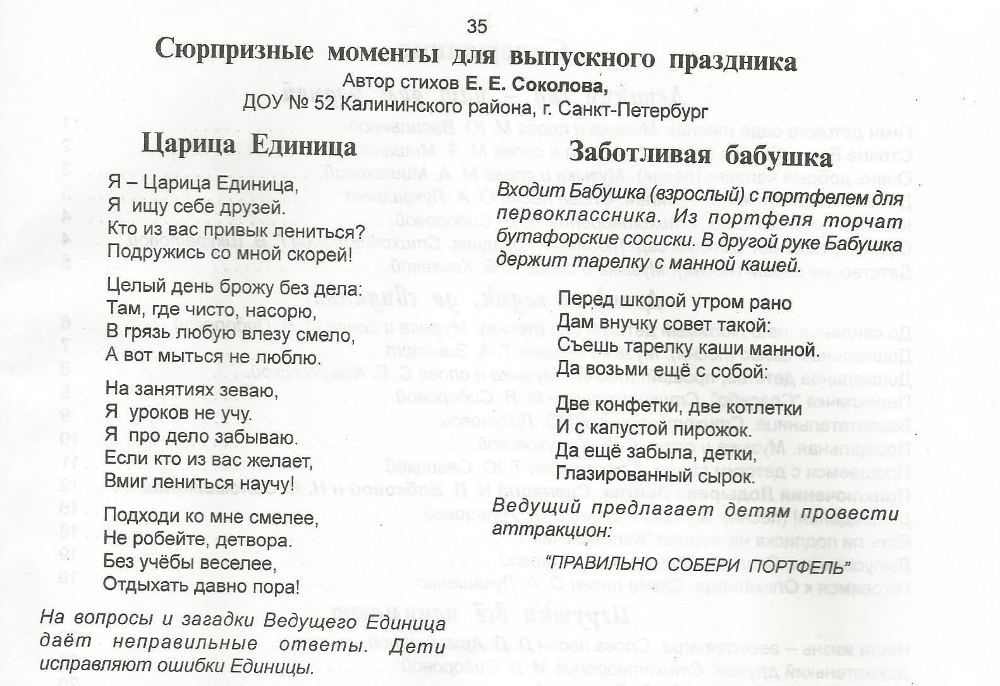 35
Сюрпризные моменты для выпускного праздника
Автор стихов Е. Е. Соколова,
ДОУ № 52 Калининского района, г. Санкт-Петербург
Царица Единица
Я – Царица Единица,
Я ищу себе друзей.
Кто из вас привык лениться?
Подружись со мной скорей!
Целый день брожу без дела:
Там, где чисто, насорю,
В грязь любую влезу смело,
А вот мыться не люблю.
На занятиях зеваю,
Я уроков не учу.
Я про дело забываю.
Если кто из вас желает,
Вмиг лениться научу!
Подходи ко мне смелее,
Не робейте, детвора.
Без учёбы веселее,
Отдыхать давно пора!
На вопросы и загадки Ведущего Единица
даёт неправильные ответы. Дети
исправляют ошибки Единицы.
Заботливая бабушка
Входит Бабушка (взрослый) с портфелем для
первоклассника. Из портфеля торчат
бутафорские сосиски. В другой руке Бабушка
держит тарелку с манной кашей.
Перед школой утром рано
Дам внучку совет такой:
Съешь тарелку каши манной.
Да возьми ещё с собой:
Две конфетки, две котлетки
И с капустой пирожок.
Да ещё забыла, детки,
Глазированный сырок.
Ведущий предлагает детям провести
аттракцион:
“ПРАВИЛЬНО СОБЕРИ ПОРТФЕЛЬ”